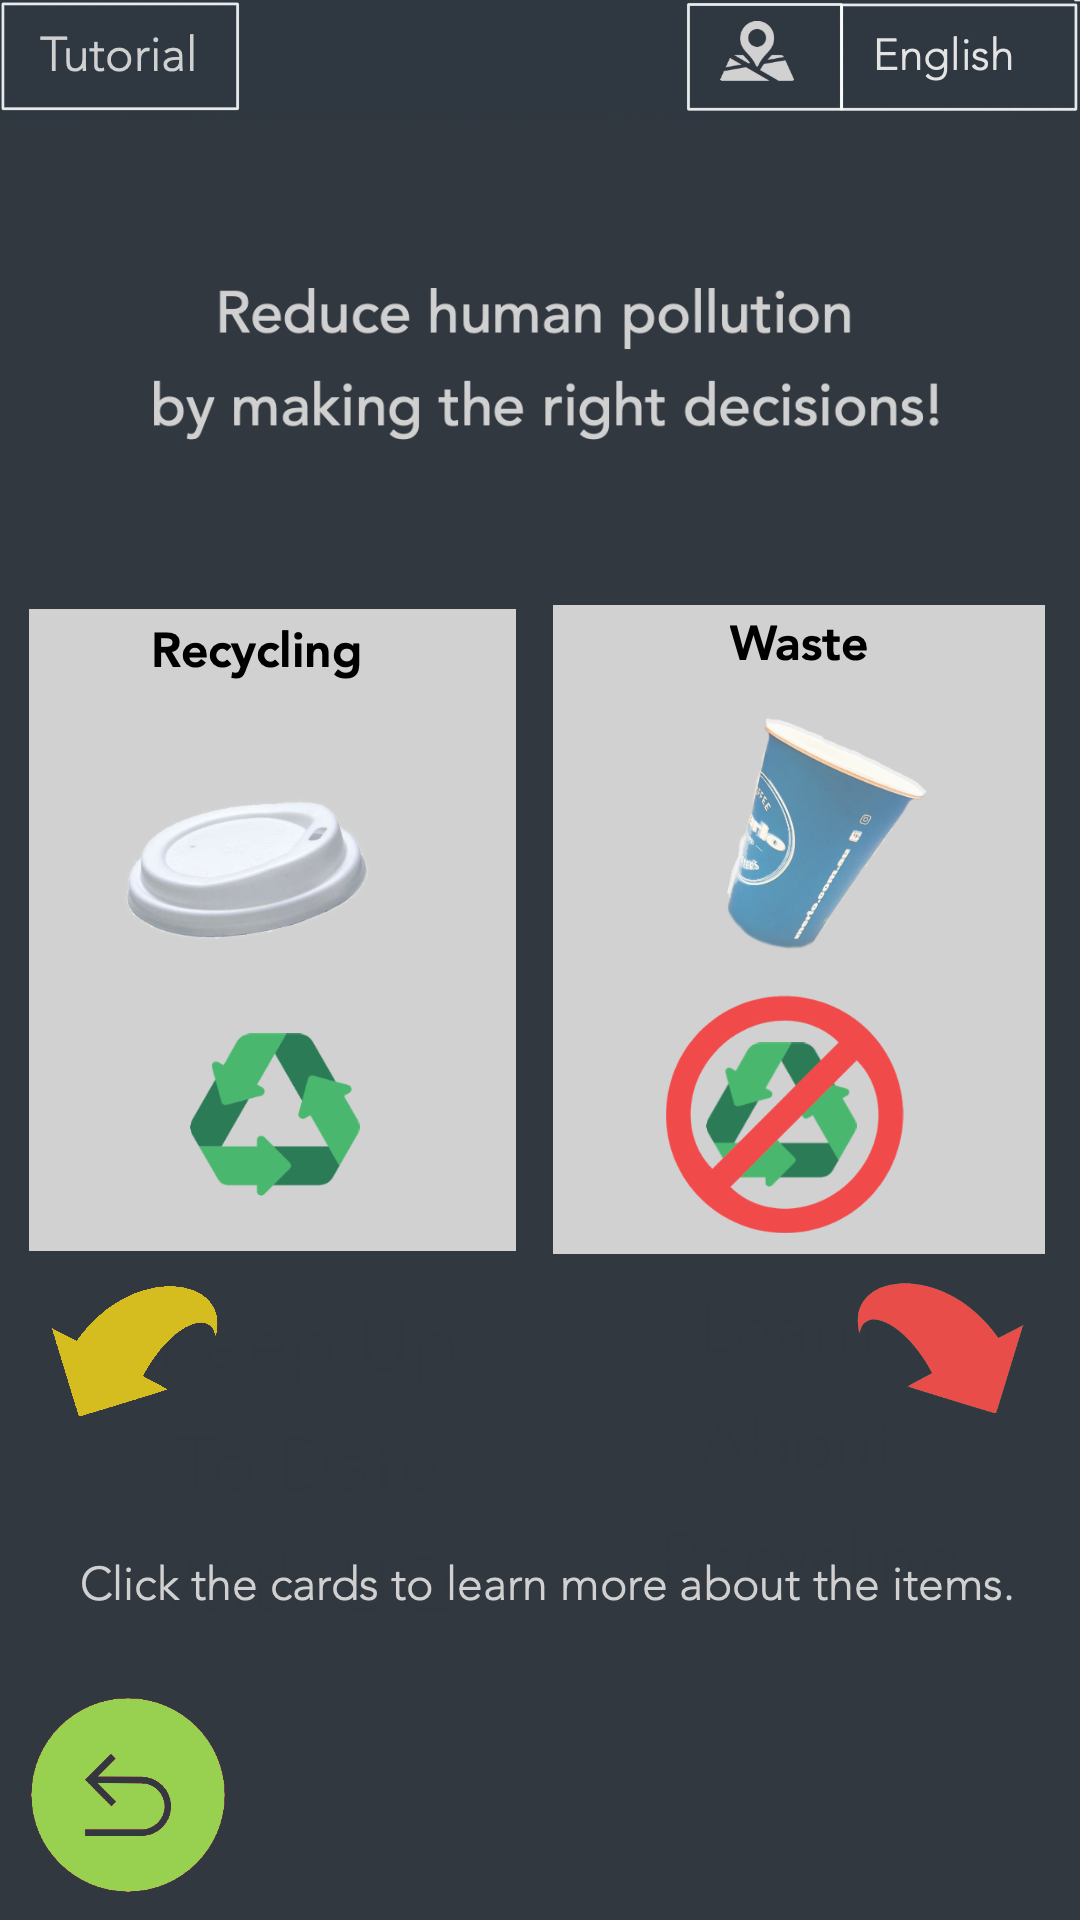 Tutorial
English
Reduce human pollution
by making the right decisions!
Recycling
Waste
Click the cards to learn more about the items.